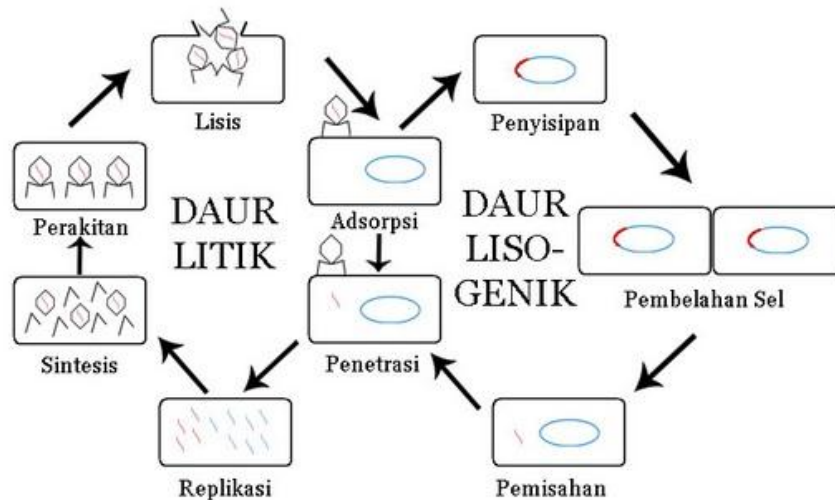 Lisis
Penyisipan
Perakitan
DAUR
LITIK
Adsorpsi
DAUR
LISO-
GENIK
Pembelahan Sel
Sintesis
Penetrasi
Replikasi
Pemisahan